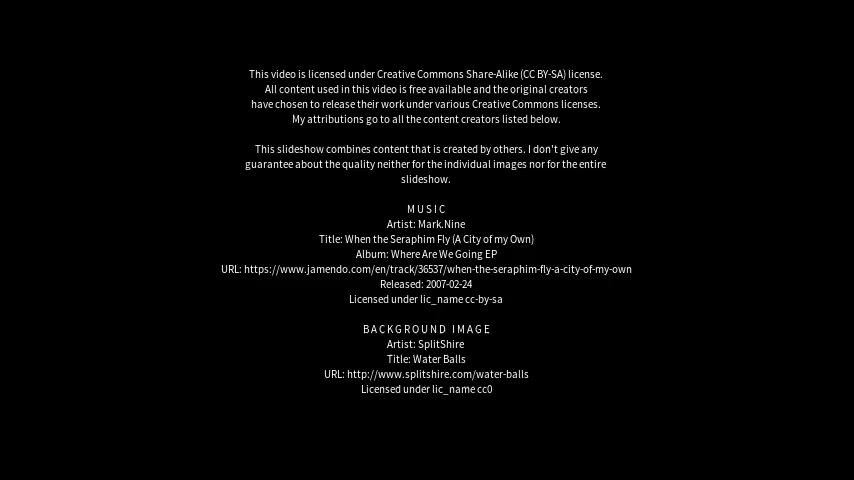 This video is licensed under Creative Commons Share-Alike (CC BY-SA) license.
All content used in this video is free available and the original creators
have chosen to release their work under various Creative Commons licenses.
My attributions go to all the content creators listed below.
This slideshow combines content that is created by others. I don't give any
guarantee about the quality neither for the individual images nor for the entire
slideshow.
MUSIC
Artist: Mark.Nine
Title: When the Seraphim Fly (A City of my Own)
Album: Where Are We Going EP
URL: https://www.jamendo.com/en/track/36537/when-the-seraphim-fly-a-city-of-my-own
Released: 2007-02-24
Licensed under lic_name cc-by-sa
BACKGROUND IMAGE
Artist: SplitShire
Title: Water Balls
URL: http://www.splitshire.com/water-balls
Licensed under lic_name cc0